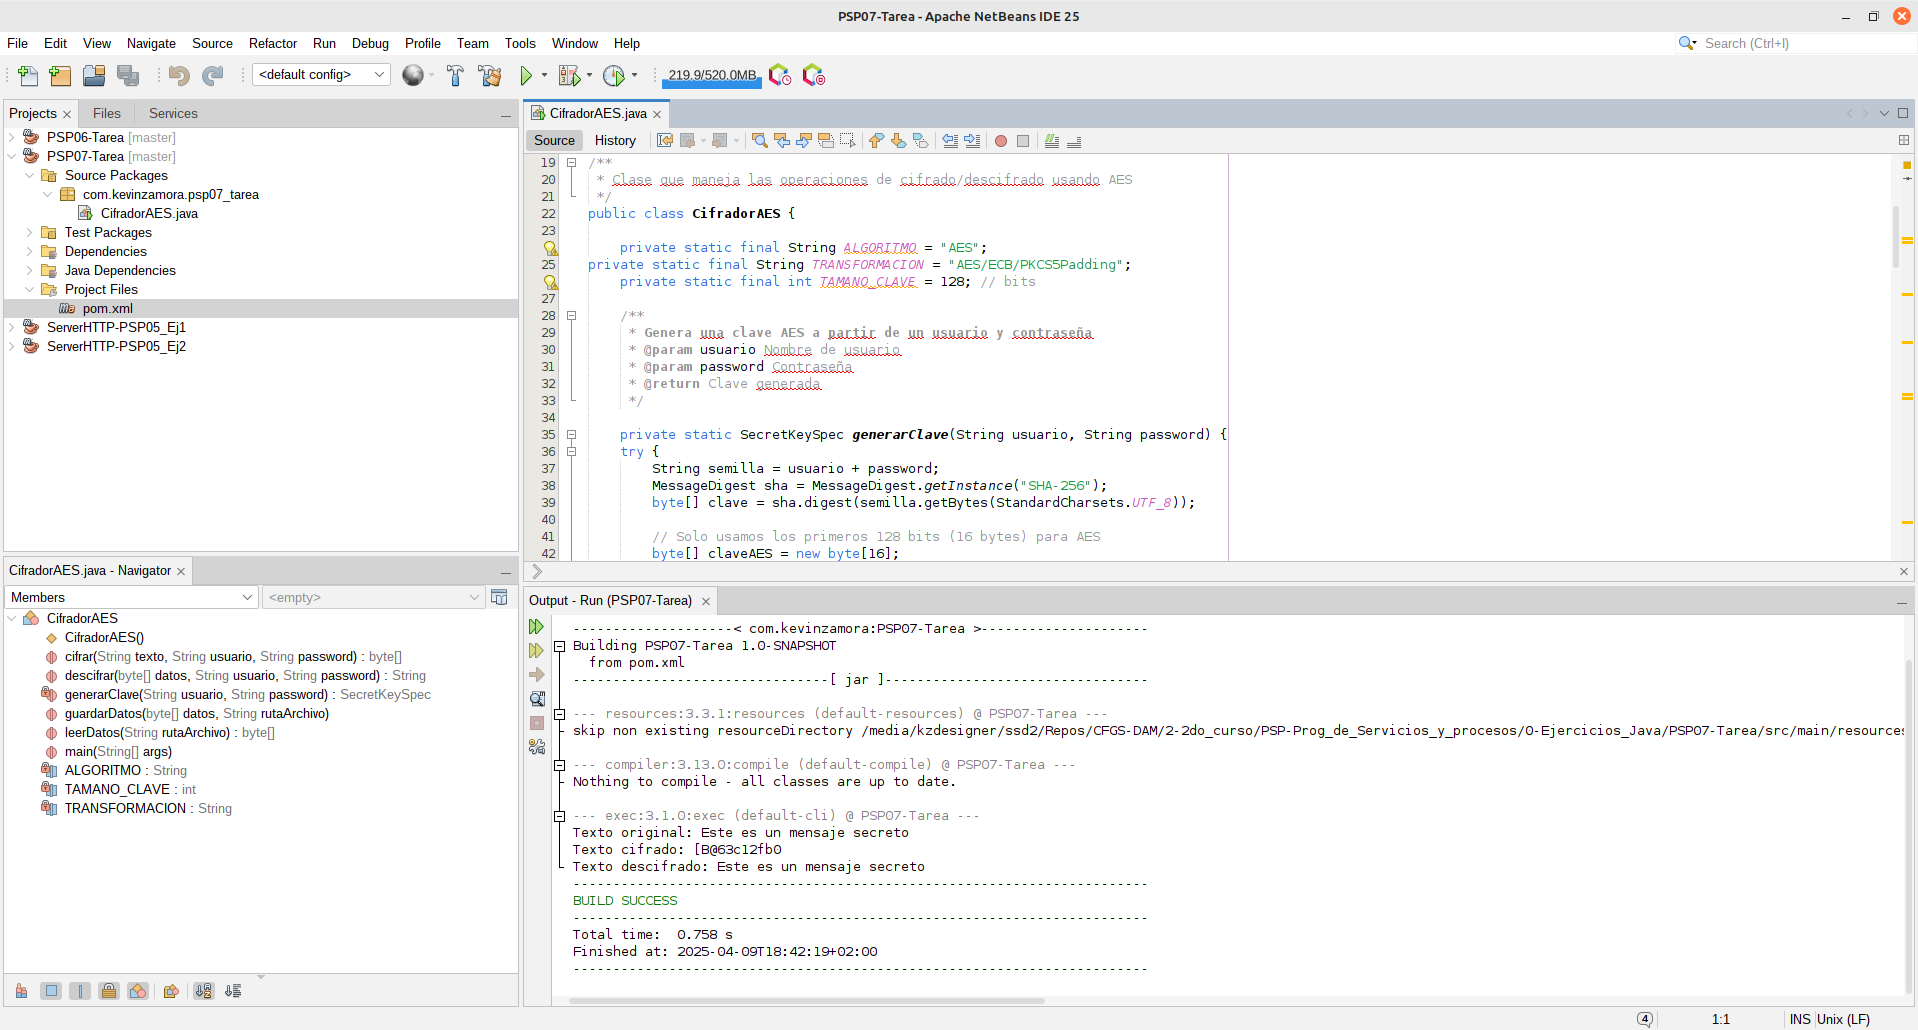 PSP07-Tarea - Apache NetBeans IDE 25
File Edit View Navigate Source Refactor Run Debug Profile Team Tools Window Help
Search (Ctrl+I)
<default config>
219.9/520.0MB
Projects Files Services
PSP06-Tarea [master]
PSP07-Tarea [master]
Source Packages
com.kevinzamora.psp07_tarea
CifradorAES.java
Test Packages
Dependencies
Java Dependencies
Project Files
pom.xml
ServerHTTP-PSP05_Ej1
ServerHTTP-PSP05_Ej2
CifradorAES.java - Navigator
Members
<empty>
CifradorAES
CifradorAES()
cifrar(String texto, String usuario, String password) : byte[]
descifrar(byte[] datos, String usuario, String password) : String
generarClave(String usuario, String password) : SecretKeySpec
guardarDatos(byte[] datos, String rutaArchivo)
leerDatos(String rutaArchivo) : byte[]
main(String[] args)
ALGORITMO : String
TAMANO_CLAVE : int
TRANSFORMACION : String
CifradorAES.java
Source History
19 /**
20 * Clase que maneja las operaciones de cifrado/descifrado usando AES
21 */
22 public class CifradorAES {
23
private static final String ALGORITMO = "AES";
25 private static final String TRANSFORMACION = "AES/ECB/PKCS5Padding";
private static final int TAMANO_CLAVE = 128; // bits
27
28 /**
29 * Genera una clave AES a partir de un usuario y contraseña
30 * @param usuario Nombre de usuario
31 * @param password Contraseña
32 * @return Clave generada
33 */
34
35 private static SecretKeySpec generarClave(String usuario, String password) {
36 try {
37 String semilla = usuario + password;
38 MessageDigest sha = MessageDigest.getInstance("SHA-256");
39 byte[] clave = sha.digest(semilla.getBytes(StandardCharsets.UTF_8));
40
41 // Solo usamos los primeros 128 bits (16 bytes) para AES
42 byte[] claveAES = new byte[16];
Output - Run (PSP07-Tarea)
--------------------< com.kevinzamora:PSP07-Tarea >---------------------
Building PSP07-Tarea 1.0-SNAPSHOT
from pom.xml
--------------------------------[ jar ]---------------------------------
--- resources:3.3.1:resources (default-resources) @ PSP07-Tarea ---
skip non existing resourceDirectory /media/kzdesigner/ssd2/Repos/CFGS-DAM/2-2do_curso/PSP-Prog_de_Servicios_y_procesos/0-Ejercicios_Java/PSP07-Tarea/src/main/resources
--- compiler:3.13.0:compile (default-compile) @ PSP07-Tarea ---
Nothing to compile - all classes are up to date.
--- exec:3.1.0:exec (default-cli) @ PSP07-Tarea ---
Texto original: Este es un mensaje secreto
Texto cifrado: [B@63c12fb0
Texto descifrado: Este es un mensaje secreto
------------------------------------------------------------------------
BUILD SUCCESS
------------------------------------------------------------------------
Total time:  0.758 s
Finished at: 2025-04-09T18:42:19+02:00
------------------------------------------------------------------------
4
1:1
INS Unix (LF)